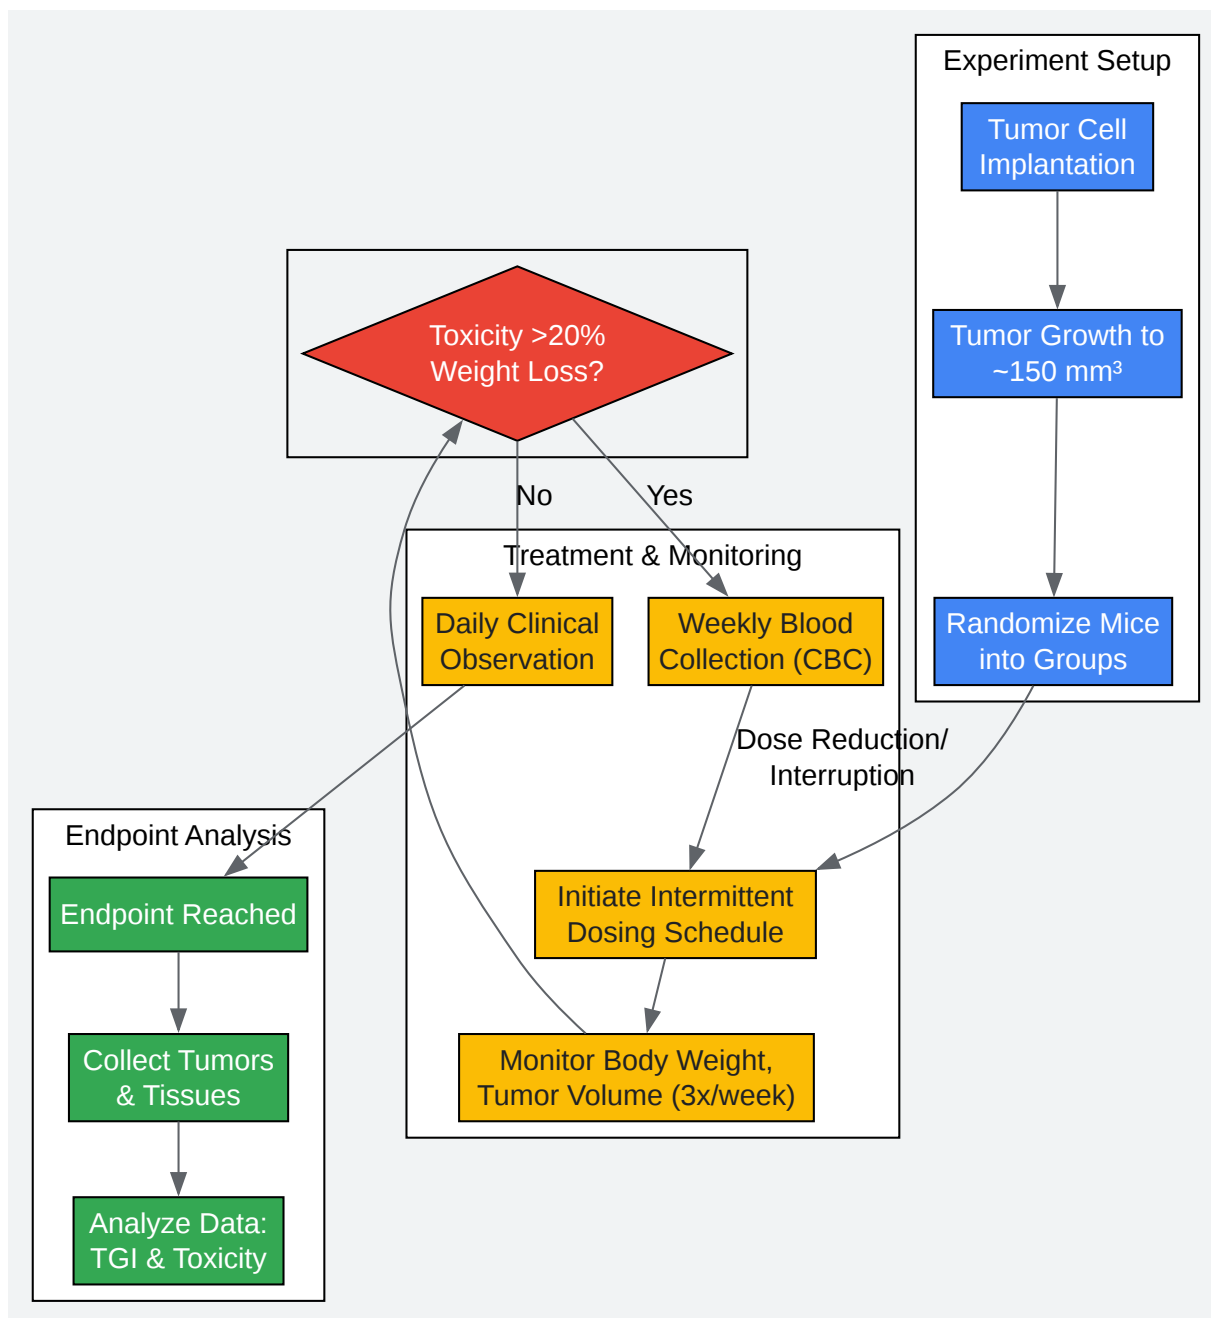 Experiment Setup
Tumor Cell
Implantation
Tumor Growth to
~150 mm³
Randomize Mice
into Groups
Toxicity >20%
Weight Loss?
No
Yes
Treatment & Monitoring
Daily Clinical
Observation
Weekly Blood
Collection (CBC)
Dose Reduction/
Interruption
Initiate Intermittent
Dosing Schedule
Monitor Body Weight,
Tumor Volume (3x/week)
Endpoint Analysis
Endpoint Reached
Collect Tumors
& Tissues
Analyze Data:
TGI & Toxicity